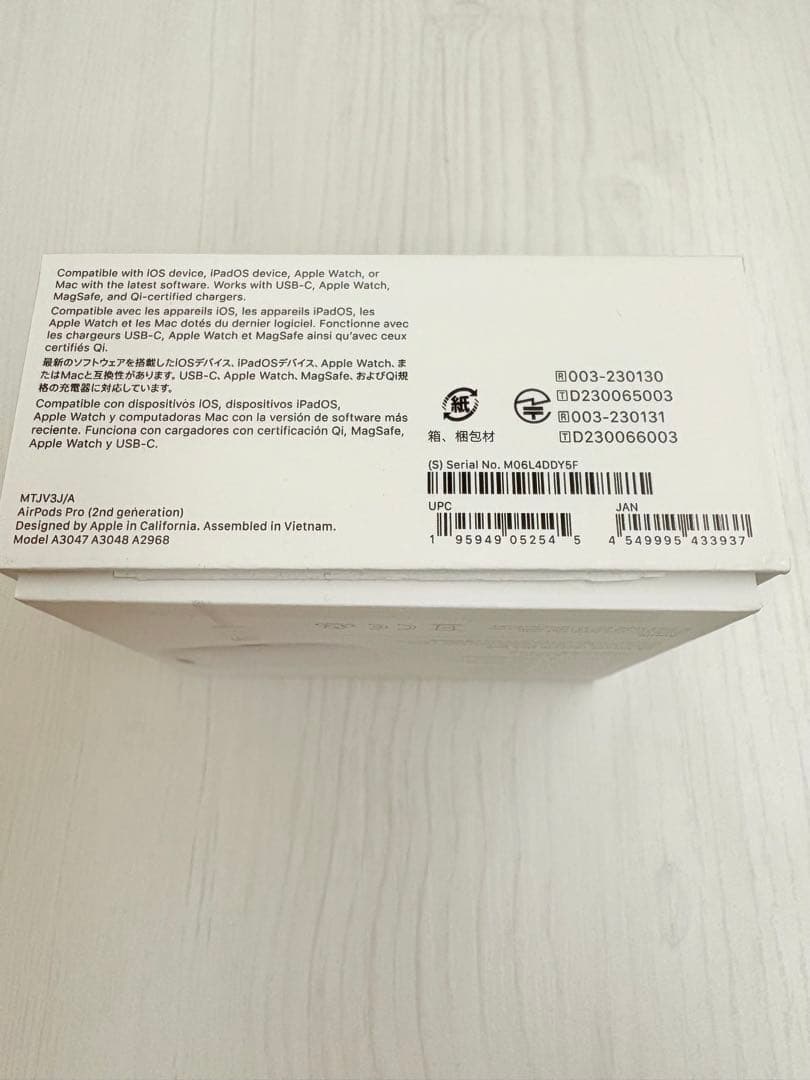 Compatible with iOS device, iPadOS device, Apple Watch, or
Mac with the latest software. Works with USB-C, Apple Watch,
MagSafe, and Qi-certified chargers.
Compatible avec les appareils iOS, les appareils iPadOS, les
Apple Watch et les Mac dotés du dernier logiciel. Fonctionne avec
les chargeurs USB-C, Apple Watch et MagSafe ainsi qu'avec ceux
certifiés Qi.
最新のソフトウェアを搭載したiOSデバイス、iPadOSデバイス、Apple Watch、ま
たはMacと互換性があります。USB-C、Apple Watch、MagSafe、およびQi規
格の充電器に対応しています。
Compatible con dispositivos iOS, dispositivos iPadOS,
Apple Watch y computadoras Mac con la versión de software más
reciente. Funciona con cargadores con certificación Qi, MagSafe,
Apple Watch y USB-C.
MTJV3J/A
AirPods Pro (2nd generation)
Designed by Apple in California. Assembled in Vietnam.
Model A3047 A3048 A2968
紙
箱、梱包材
R 003-230130
T D230065003
R 003-230131
T D230066003
(S) Serial No. M06L4DDY5F
UPC
1 95949 05254 5
JAN
4 549995 433937